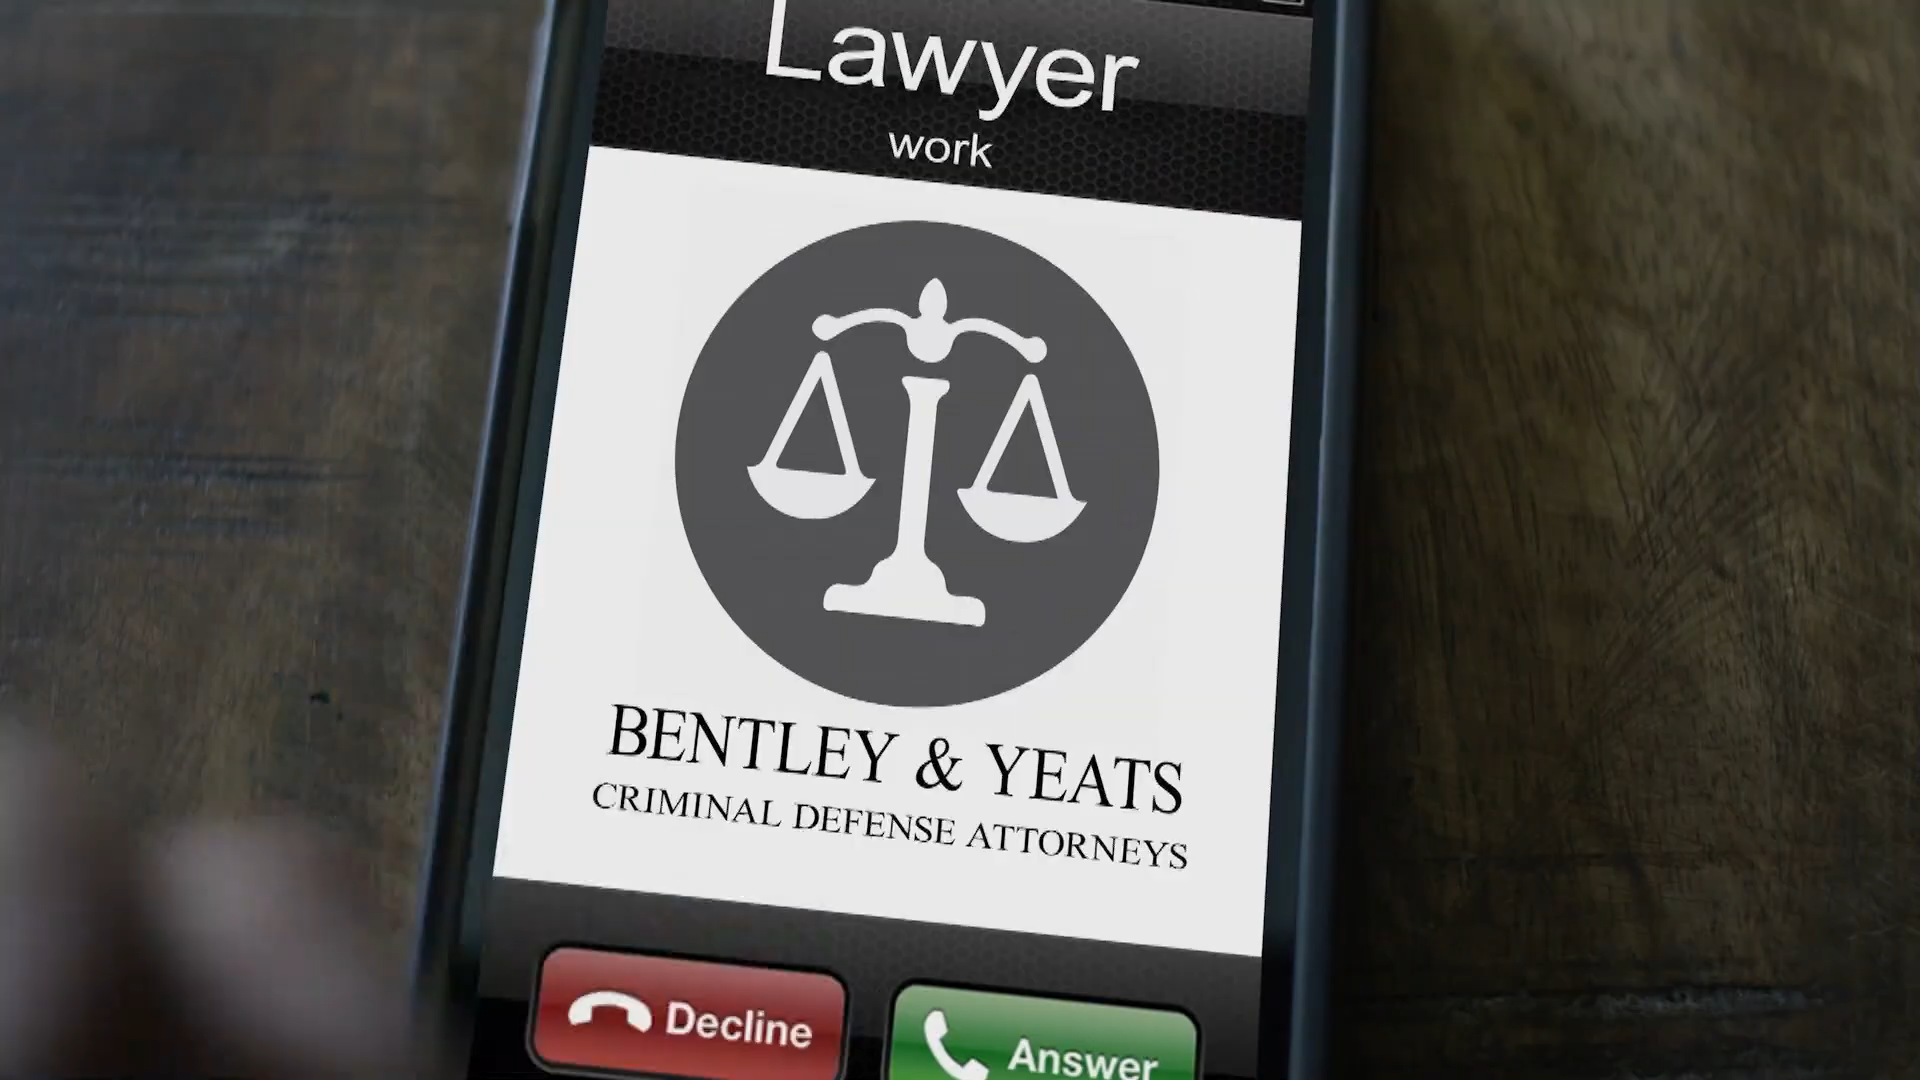 Lawyer
work
BENTLEY & YEATS
CRIMINAL DEFENSE ATTORNEYS
Decline
Answer